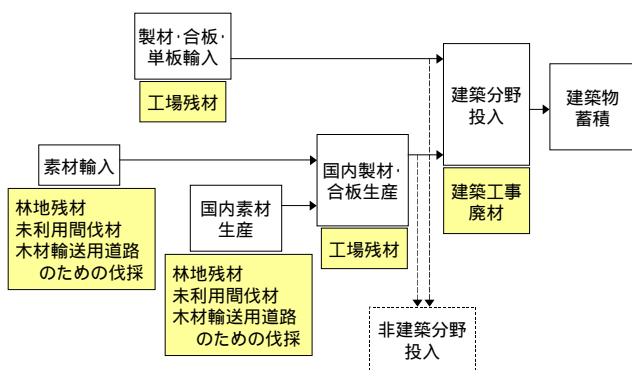 製材・合板・
単板輸入
工場残材
建築分野
投入
建築物
蓄積
素材輸入
国内製材・
合板生産
建築工事
廃材
林地残材
未利用間伐材
木材輸送用道路
のための伐採
国内素材
生産
工場残材
林地残材
未利用間伐材
木材輸送用道路
のための伐採
非建築分野
投入